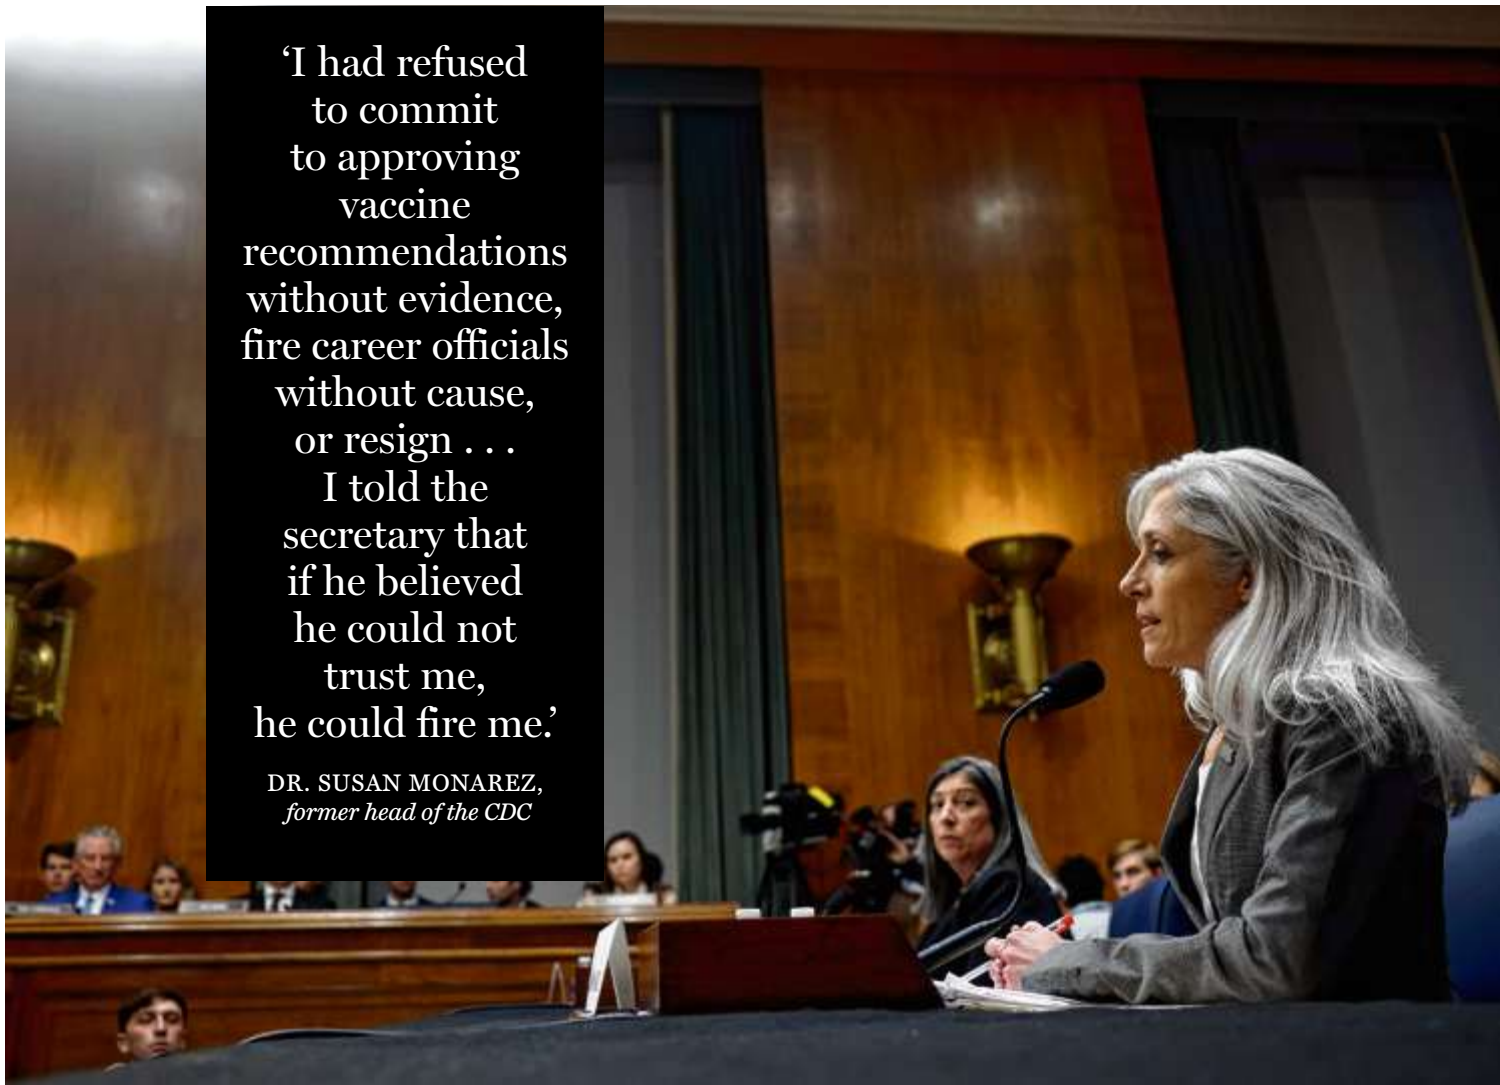 ‘I had refused
to commit
to approving
vaccine
recommendations
without evidence,
fire career officials
without cause,
or resign . . .
I told the
secretary that
if he believed
he could not
trust me,
he could fire me.’
DR. SUSAN MONAREZ,
former head of the CDC